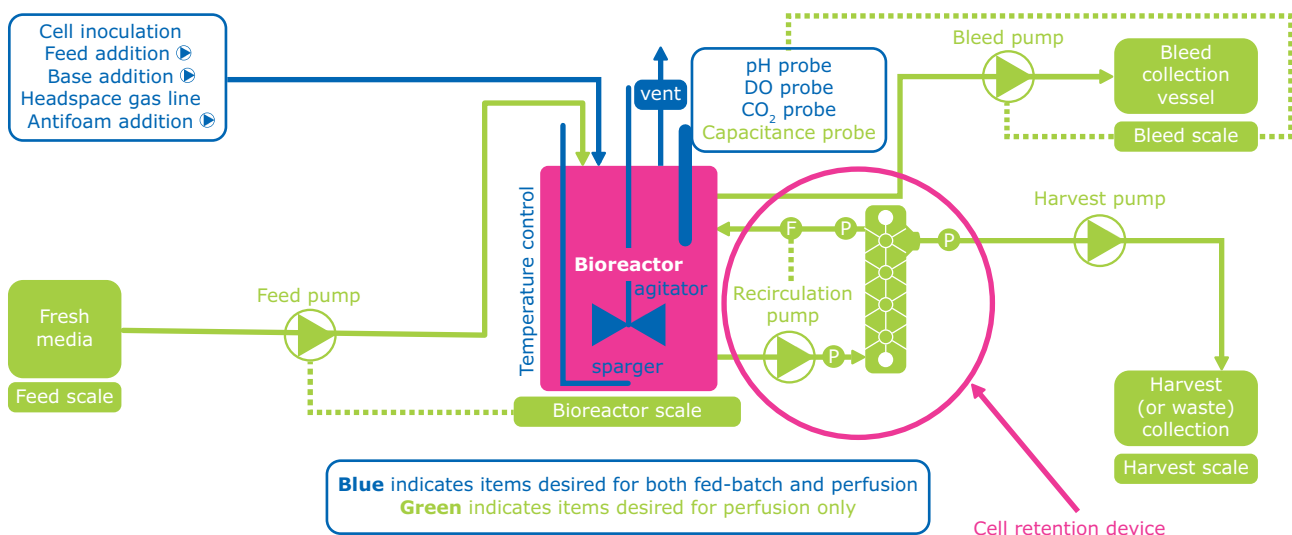 Cell inoculation
Feed addition
Base addition
Headspace gas line
Antifoam addition
vent
pH probe
DO probe
CO₂ probe
Capacitance probe
Bleed pump
Bleed
collection
vessel
Bleed scale
Temperature control
Bioreactor
agitator
sparger
Bioreactor scale
F
P
P
P
Recirculation
pump
Harvest pump
Feed pump
Fresh
media
Feed scale
Harvest
(or waste)
collection
Harvest scale
Blue indicates items desired for both fed-batch and perfusion
Green indicates items desired for perfusion only
Cell retention device